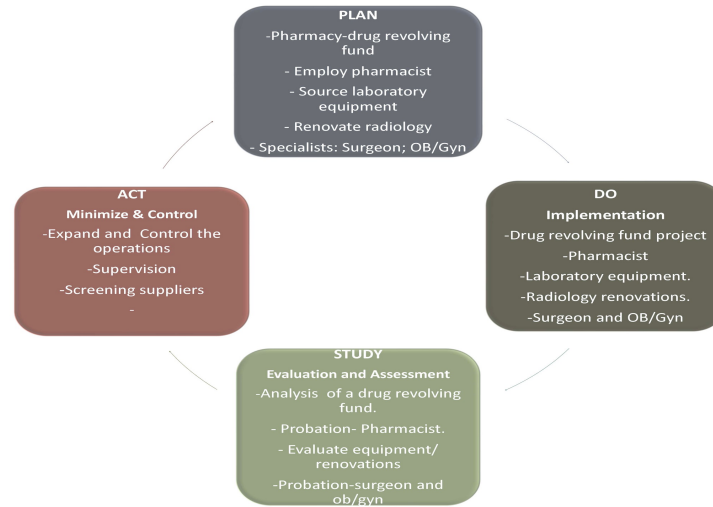 PLAN
-Pharmacy-drug revolving
fund
- Employ pharmacist
- Source laboratory
equipment
- Renovate radiology
- Specialists: Surgeon; OB/Gyn
DO
Implementation
-Drug revolving fund project
-Pharmacist
-Laboratory equipment.
-Radiology renovations.
-Surgeon and OB/Gyn
STUDY
Evaluation and Assessment
-Analysis of a drug revolving
fund.
- Probation- Pharmacist.
- Evaluate equipment/
renovations
-Probation-surgeon and
ob/gyn
ACT
Minimize & Control
-Expand and Control the
operations
-Supervision
-Screening suppliers
-